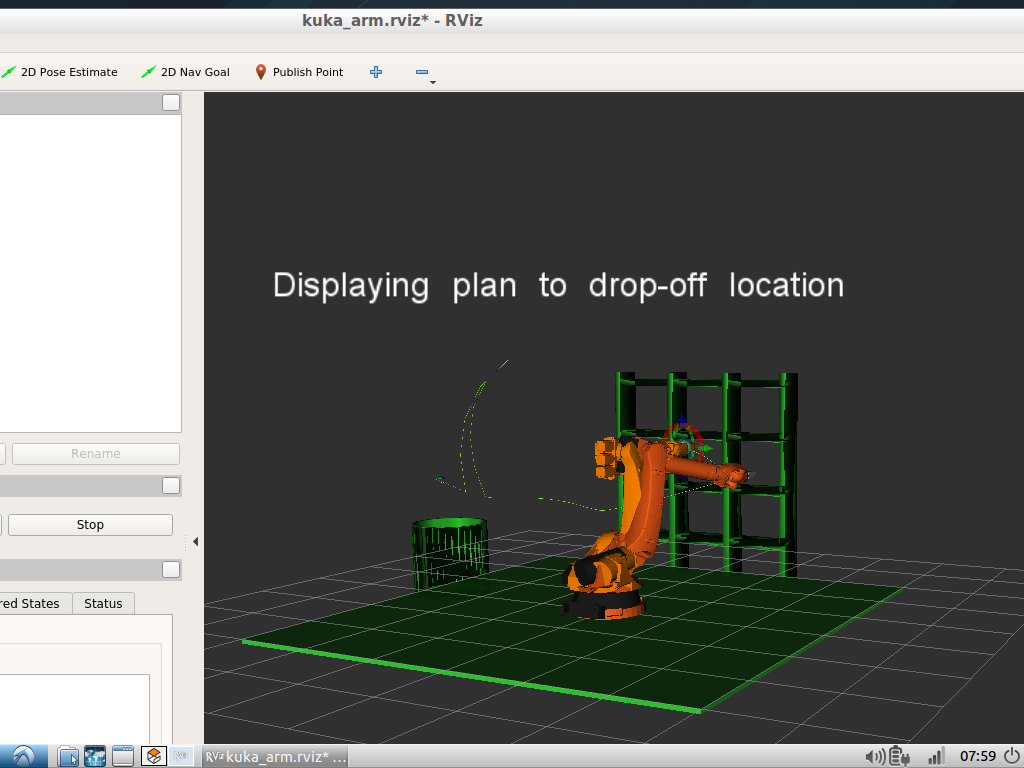 kuka_arm.rviz* - RViz
2D Pose Estimate 2D Nav Goal Publish Point
Displaying plan to drop-off location
Rename
Stop
red States Status
RViz kuka_arm.rviz* ... 07:59